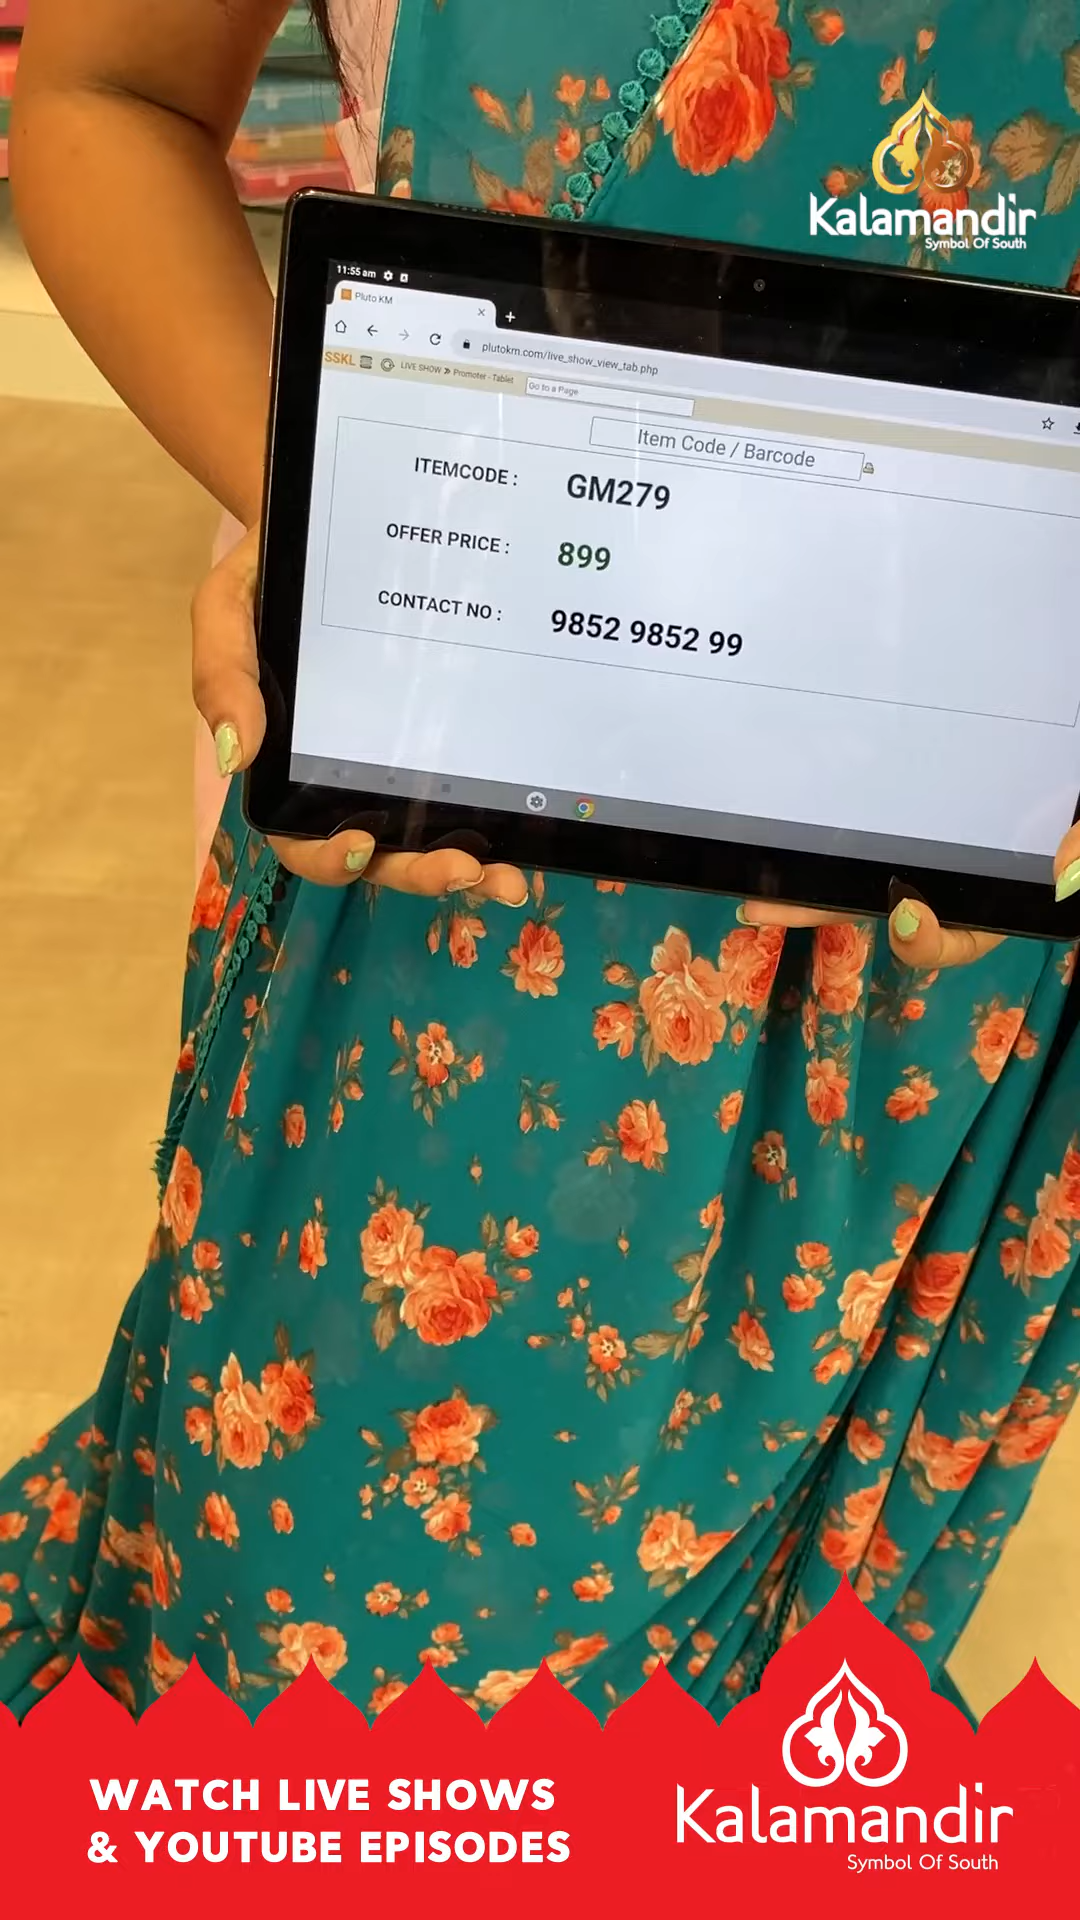 Kalamandir
Symbol Of South
11:55 am
Pluto KM
plutokm.com/live_show_view_tab.php
SSKL
LIVE SHOW » Promoter - Tablet
Go to a Page
Item Code / Barcode
ITEMCODE : GM279
OFFER PRICE : 899
CONTACT NO : 9852 9852 99
WATCH LIVE SHOWS
& YOUTUBE EPISODES
Kalamandir
Symbol Of South